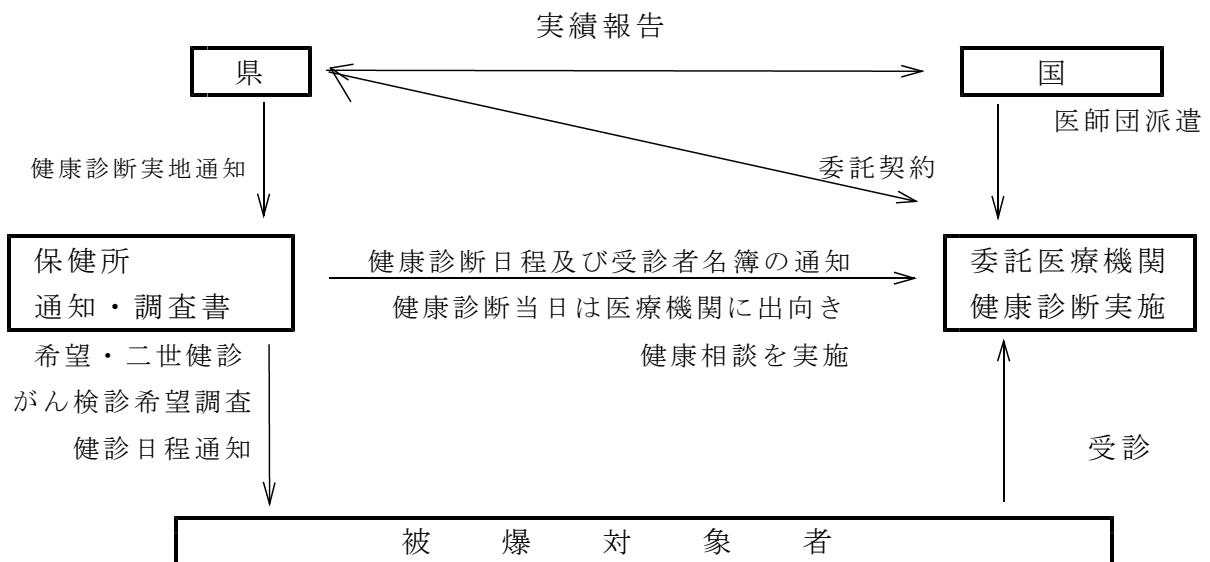 実績報告
県
国
医師団派遣
健康診断実地通知
委託契約
保健所
通知・調査書
健康診断日程及び受診者名簿の通知
健康診断当日は医療機関に出向き
健康相談を実施
委託医療機関
健康診断実施
希望・二世健診
がん検診希望調査
健診日程通知
受診
被爆対象者